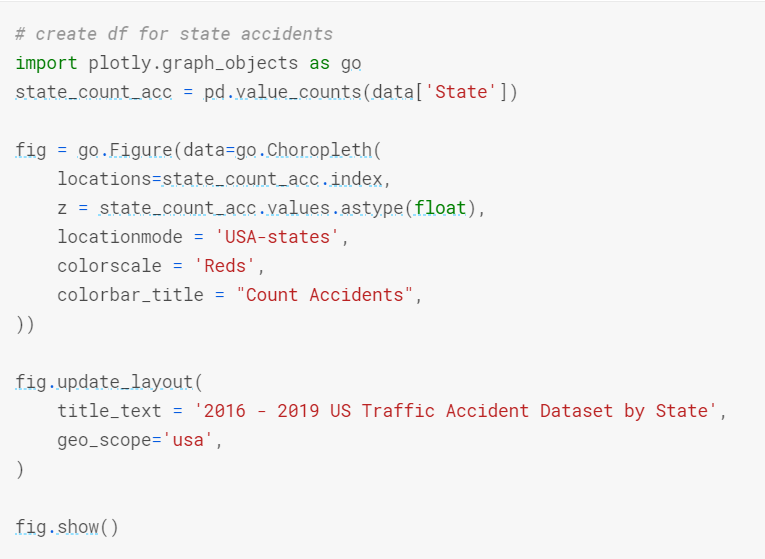 # create df for state accidents
import plotly.graph_objects as go
state_count_acc = pd.value_counts(data['State'])

fig = go.Figure(data=go.Choropleth(
    locations=state_count_acc.index,
    z = state_count_acc.values.astype(float),
    locationmode = 'USA-states',
    colorscale = 'Reds',
    colorbar_title = "Count Accidents",
))

fig.update_layout(
    title_text = '2016 - 2019 US Traffic Accident Dataset by State',
    geo_scope='usa',
)

fig.show()